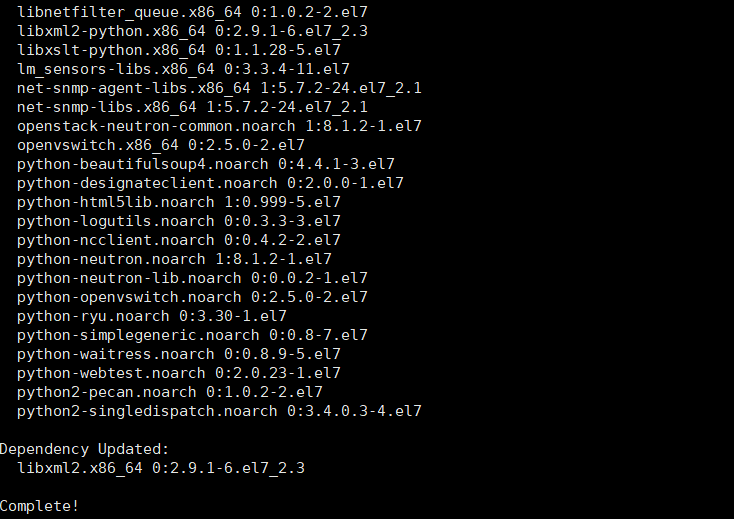 libnetfilter_queue.x86_64 0:1.0.2-2.el7
libxml2-python.x86_64 0:2.9.1-6.el7_2.3
libxslt-python.x86_64 0:1.1.28-5.el7
lm_sensors-libs.x86_64 0:3.3.4-11.el7
net-snmp-agent-libs.x86_64 1:5.7.2-24.el7_2.1
net-snmp-libs.x86_64 1:5.7.2-24.el7_2.1
openstack-neutron-common.noarch 1:8.1.2-1.el7
openvswitch.x86_64 0:2.5.0-2.el7
python-beautifulsoup4.noarch 0:4.4.1-3.el7
python-designateclient.noarch 0:2.0.0-1.el7
python-html5lib.noarch 1:0.999-5.el7
python-logutils.noarch 0:0.3.3-3.el7
python-ncclient.noarch 0:0.4.2-2.el7
python-neutron.noarch 1:8.1.2-1.el7
python-neutron-lib.noarch 0:0.0.2-1.el7
python-openvswitch.noarch 0:2.5.0-2.el7
python-ryu.noarch 0:3.30-1.el7
python-simplegeneric.noarch 0:0.8-7.el7
python-waitress.noarch 0:0.8.9-5.el7
python-webtest.noarch 0:2.0.23-1.el7
python2-pecan.noarch 0:1.0.2-2.el7
python2-singledispatch.noarch 0:3.4.0.3-4.el7
Dependency Updated:
libxml2.x86_64 0:2.9.1-6.el7_2.3
Complete!